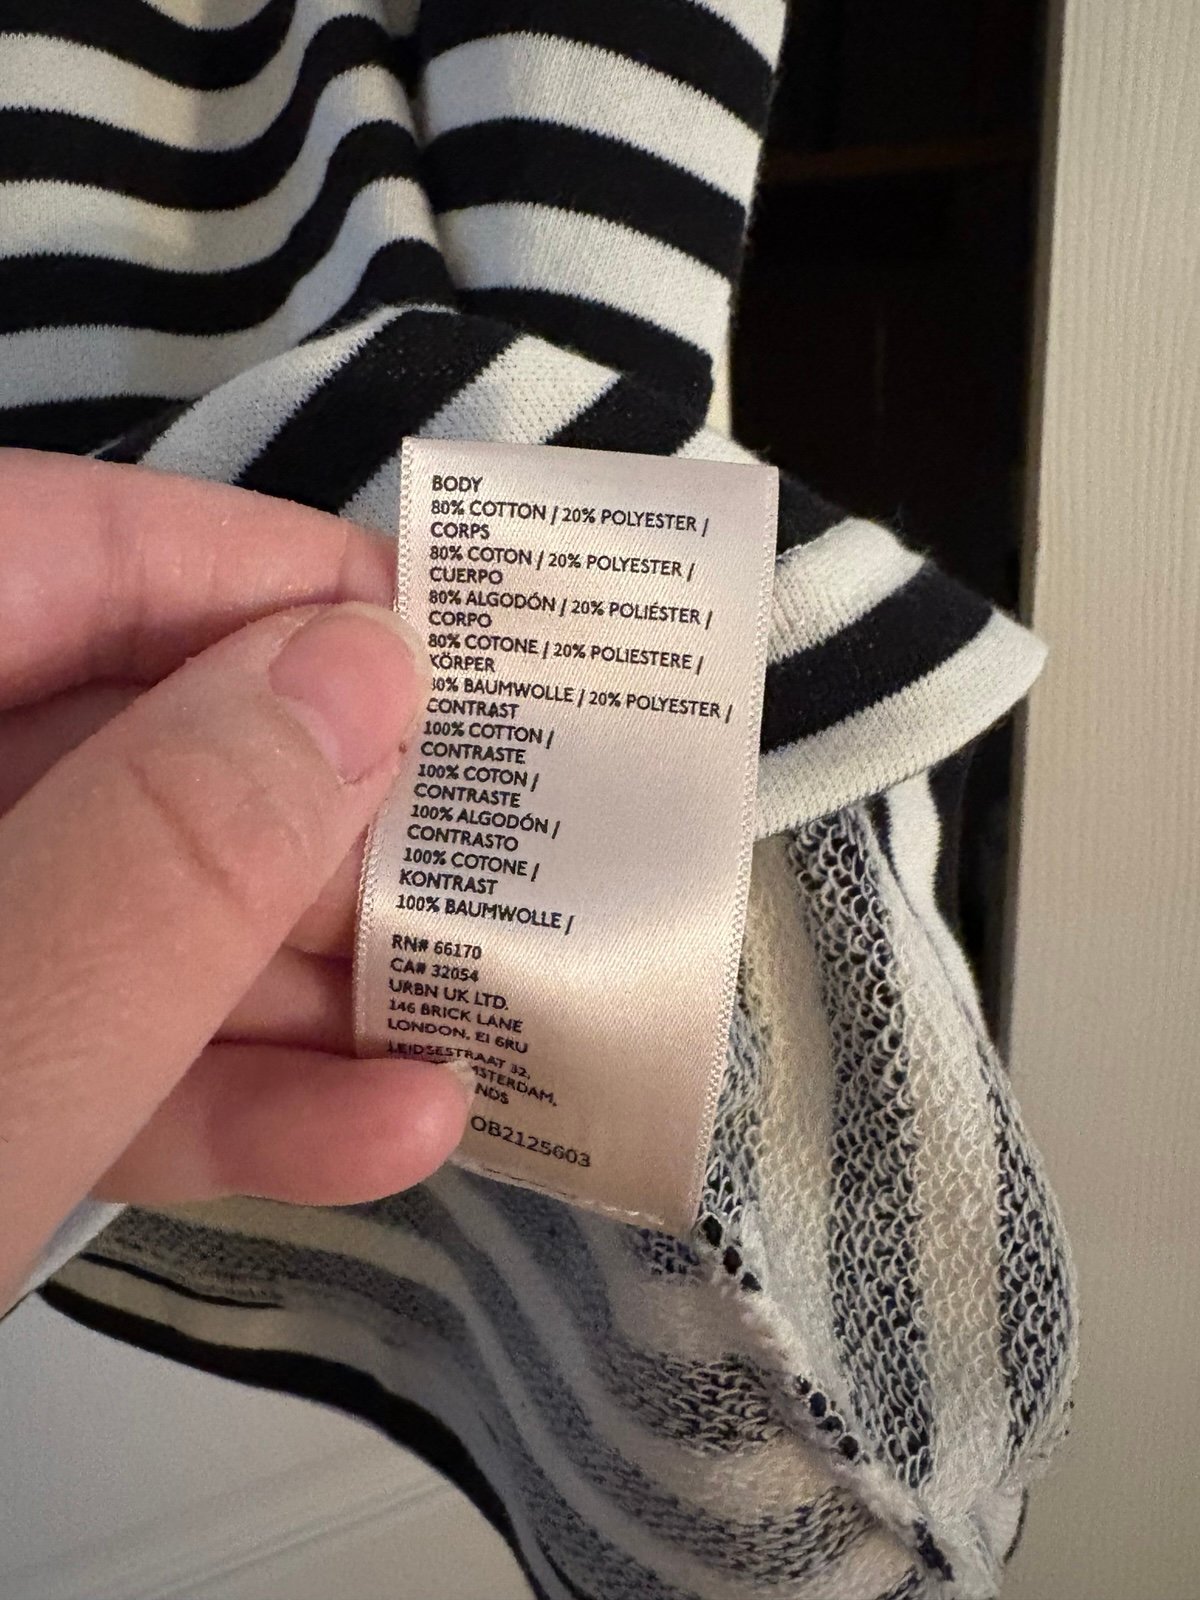 BODY
80% COTTON / 20% POLYESTER /
CORPS
80% COTON / 20% POLYESTER /
CUERPO
80% ALGODÓN / 20% POLIÉSTER /
CORPO
80% COTONE / 20% POLIESTERE /
KÖRPER
80% BAUMWOLLE / 20% POLYESTER /
CONTRAST
100% COTTON /
CONTRASTE
100% COTON /
CONTRASTE
100% ALGODÓN /
CONTRASTO
100% COTONE /
KONTRAST
100% BAUMWOLLE /
RN# 66170
CA# 32054
URBN UK LTD.
146 BRICK LANE
LONDON, E1 6RU
LEIDSESTRAAT 32,
OB2125603